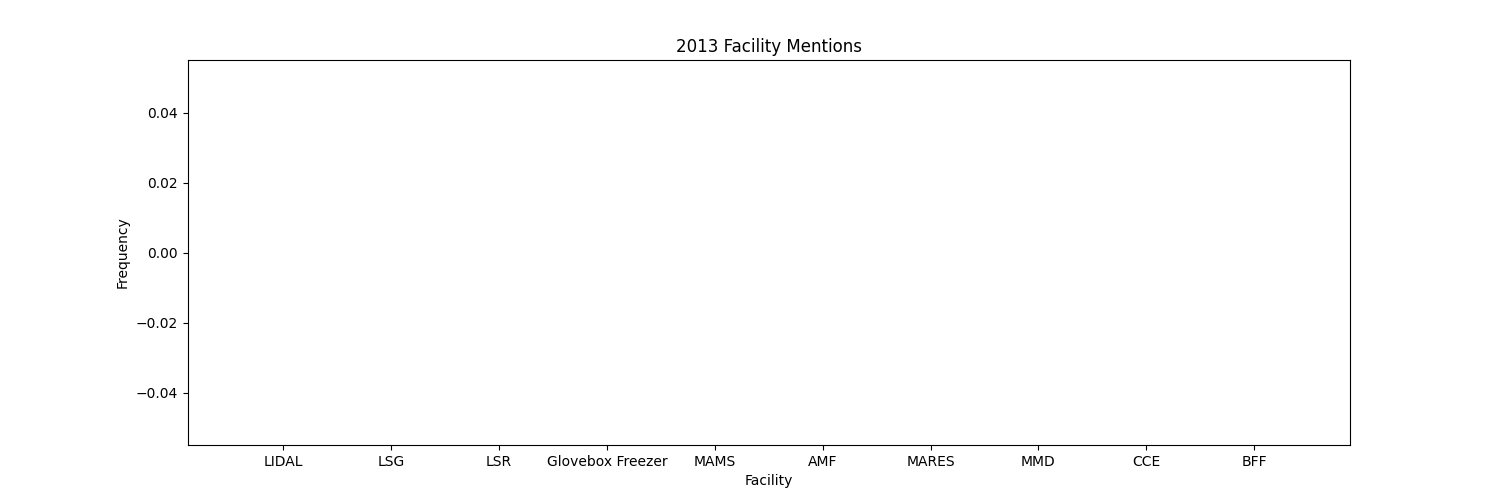 2013 Facility Mentions
0.04
0.02
0.00
−0.02
−0.04
Frequency
LIDAL LSG LSR Glovebox Freezer MAMS AMF MARES MMD CCE BFF
Facility